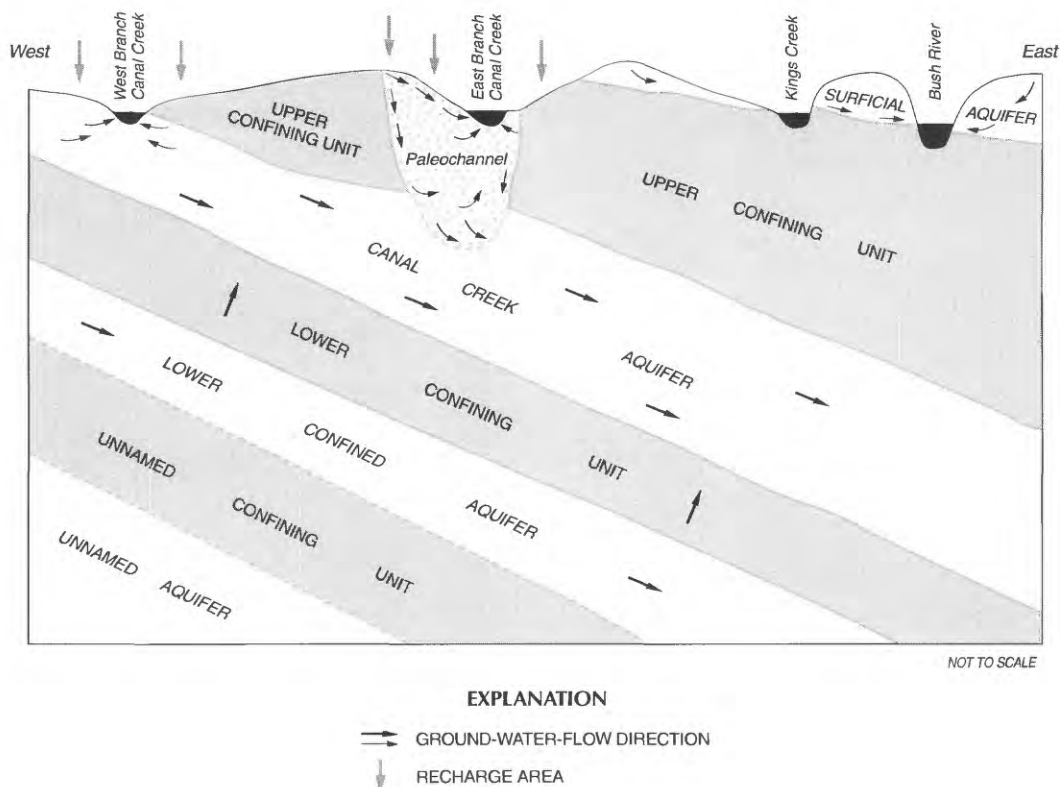 West
West Branch
Canal Creek
East Branch
Canal Creek
Kings Creek
Bush River
East
UPPER
CONFINING UNIT
Paleochannel
SURFICIAL
AQUIFER
UPPER CONFINING UNIT
CANAL CREEK AQUIFER
LOWER CONFINING UNIT
LOWER CONFINED AQUIFER
UNNAMED CONFINING UNIT
UNNAMED AQUIFER
NOT TO SCALE
EXPLANATION
GROUND-WATER-FLOW DIRECTION
RECHARGE AREA